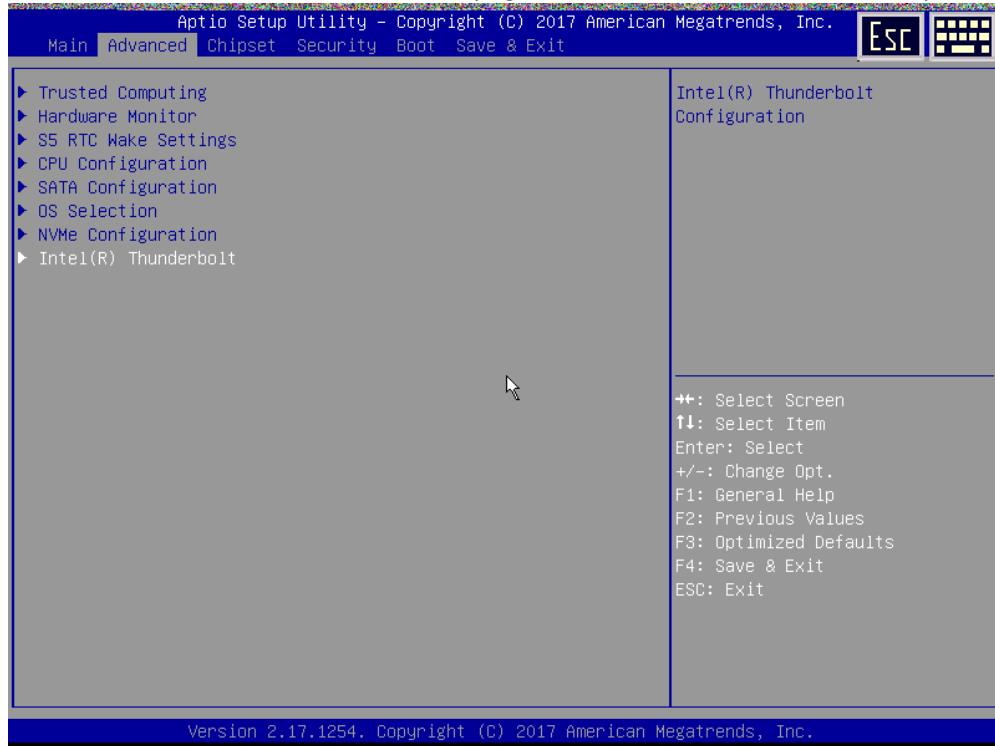 Aptio Setup Utility – Copyright (C) 2017 American Megatrends, Inc.
Main Advanced Chipset Security Boot Save & Exit
Esc
▶ Trusted Computing
▶ Hardware Monitor
▶ S5 RTC Wake Settings
▶ CPU Configuration
▶ SATA Configuration
▶ OS Selection
▶ NVMe Configuration
▶ Intel(R) Thunderbolt
Intel(R) Thunderbolt
Configuration
→←: Select Screen
↑↓: Select Item
Enter: Select
+/-: Change Opt.
F1: General Help
F2: Previous Values
F3: Optimized Defaults
F4: Save & Exit
ESC: Exit
Version 2.17.1254. Copyright (C) 2017 American Megatrends, Inc.